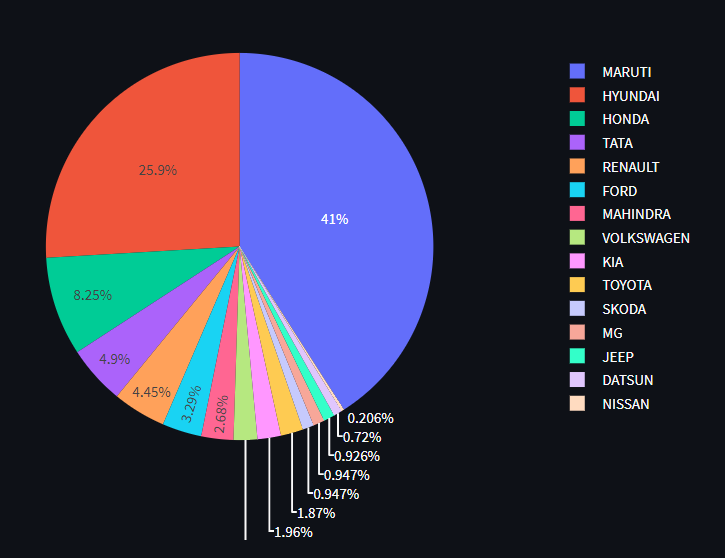 MARUTI
HYUNDAI
HONDA
TATA
RENAULT
FORD
MAHINDRA
VOLKSWAGEN
KIA
TOYOTA
SKODA
MG
JEEP
DATSUN
NISSAN
25.9%
41%
8.25%
4.9%
4.45%
3.29%
2.68%
0.206%
0.72%
0.926%
0.947%
0.947%
1.87%
1.96%